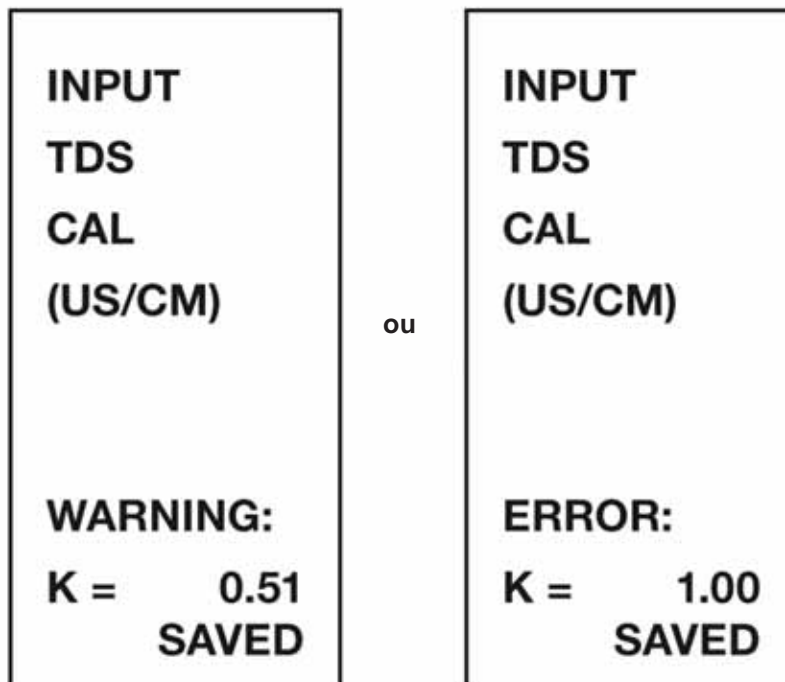 INPUT
TDS
CAL
(US/CM)
WARNING:
K = 0.51
SAVED
ou
INPUT
TDS
CAL
(US/CM)
ERROR:
K = 1.00
SAVED